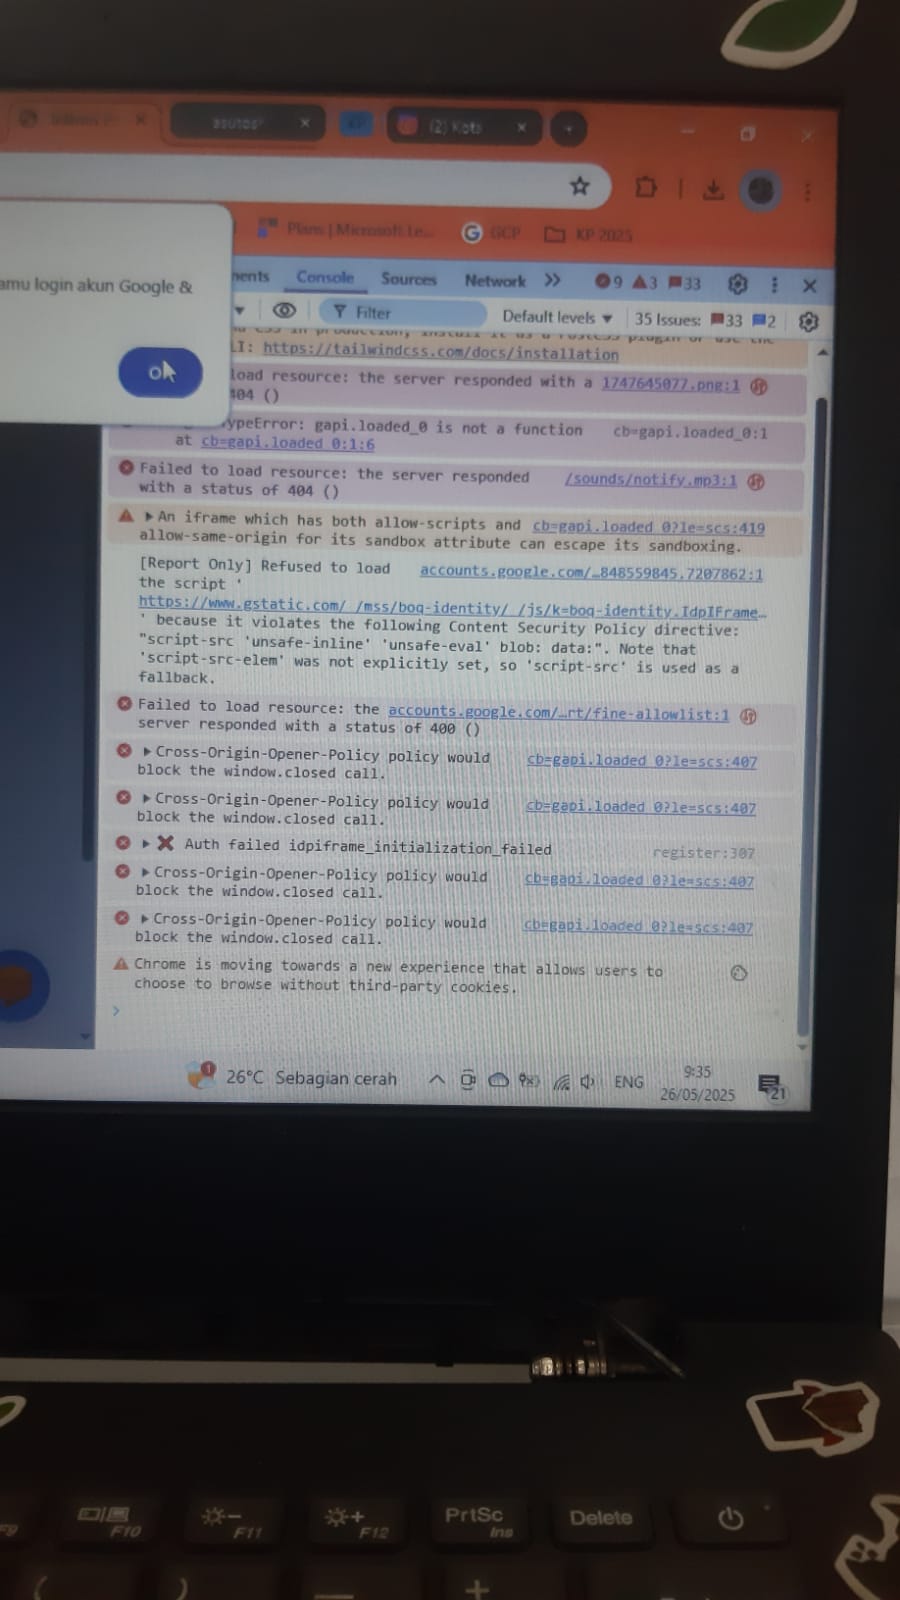 (2) Kots
Plans | Microsoft Le...
GCP
KP 2025
amu login akun Google &
OK
nents Console Sources Network 9 3 33
Filter Default levels 35 Issues: 33 2
LI: https://tailwindcss.com/docs/installation
load resource: the server responded with a 1747645077.png:1
404 ()
ypeError: gapi.loaded_0 is not a function cb=gapi.loaded_0:1
at cb=gapi.loaded 0:1:6
Failed to load resource: the server responded /sounds/notify.mp3:1
with a status of 404 ()
An iframe which has both allow-scripts and cb=gapi.loaded 0?le=scs:419
allow-same-origin for its sandbox attribute can escape its sandboxing.
[Report Only] Refused to load accounts.google.com/…848559845.7207862:1
the script '
https://www.gstatic.com/ /mss/boq-identity/ /js/k=boq-identity.IdpIFrame…
' because it violates the following Content Security Policy directive:
"script-src 'unsafe-inline' 'unsafe-eval' blob: data:". Note that
'script-src-elem' was not explicitly set, so 'script-src' is used as a
fallback.
Failed to load resource: the accounts.google.com/…rt/fine-allowlist:1
server responded with a status of 400 ()
Cross-Origin-Opener-Policy policy would cb=gapi.loaded 0?le=scs:407
block the window.closed call.
Cross-Origin-Opener-Policy policy would cb=gapi.loaded 0?le=scs:407
block the window.closed call.
Auth failed idpiframe_initialization_failed register:307
Cross-Origin-Opener-Policy policy would cb=gapi.loaded 0?le=scs:407
block the window.closed call.
Cross-Origin-Opener-Policy policy would cb=gapi.loaded 0?le=scs:407
block the window.closed call.
Chrome is moving towards a new experience that allows users to
choose to browse without third-party cookies.
26°C Sebagian cerah ENG 9:35
26/05/2025 21
F10 F11 F12 PrtSc Ins Delete